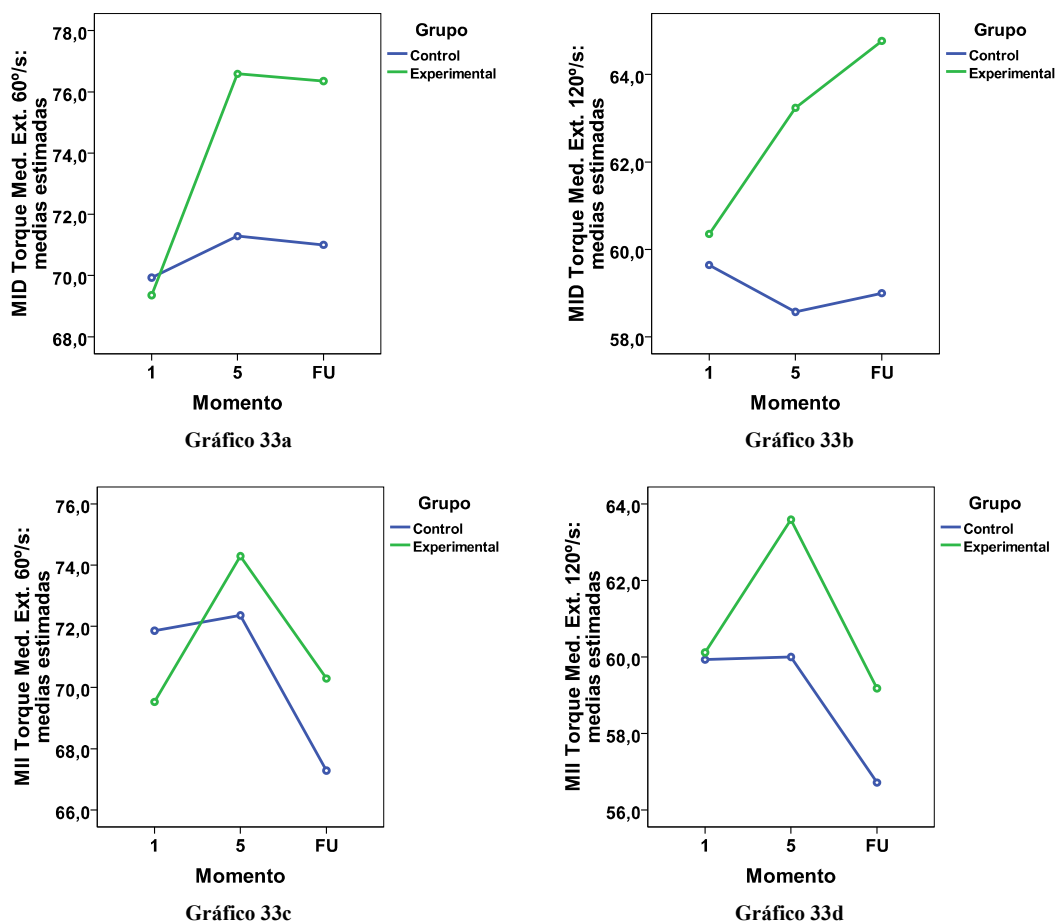 MID Torque Med. Ext. 60º/s:
medias estimadas
78,0
76,0
74,0
72,0
70,0
68,0
1
5
FU
Momento
Grupo
Control
Experimental
Gráfico 33a
MID Torque Med. Ext. 120º/s:
medias estimadas
64,0
62,0
60,0
58,0
1
5
FU
Momento
Grupo
Control
Experimental
Gráfico 33b
MII Torque Med. Ext. 60º/s:
medias estimadas
76,0
74,0
72,0
70,0
68,0
66,0
1
5
FU
Momento
Grupo
Control
Experimental
Gráfico 33c
MII Torque Med. Ext. 120º/s:
medias estimadas
64,0
62,0
60,0
58,0
56,0
1
5
FU
Momento
Grupo
Control
Experimental
Gráfico 33d